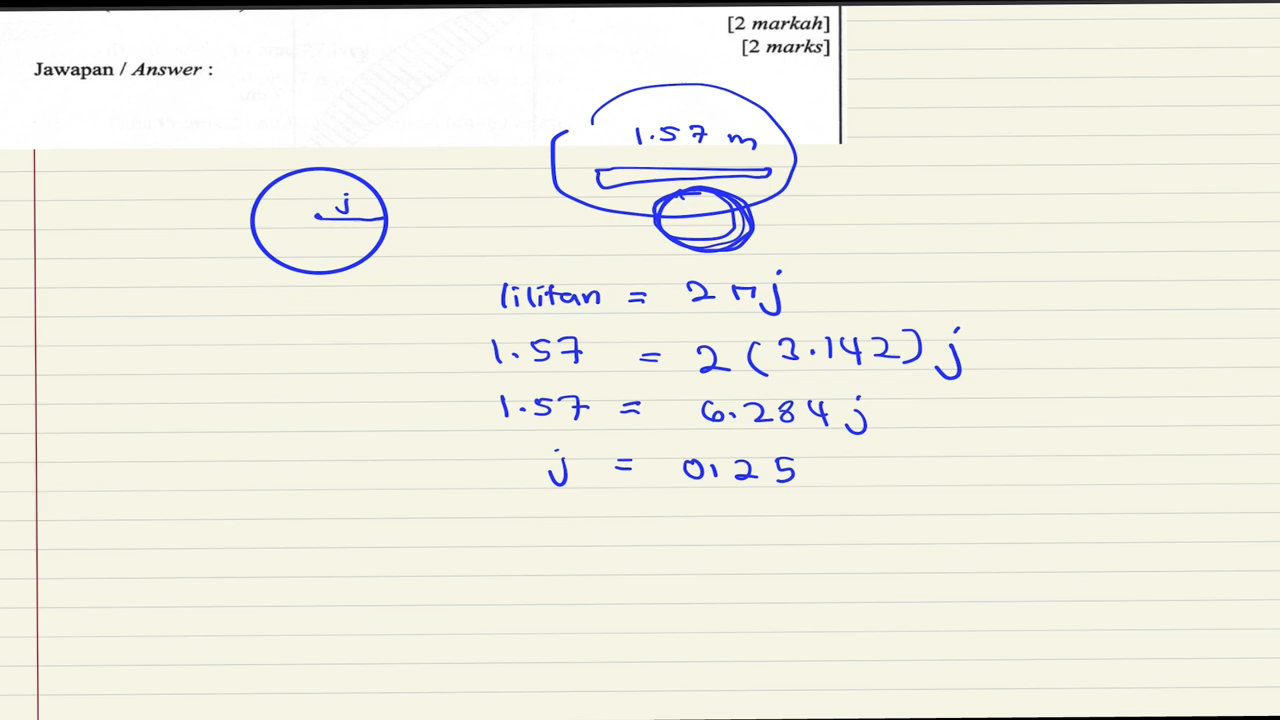 [2 markah]
[2 marks]
Jawapan / Answer :
1.57 m
j
lilitan = 2πj
1.57 = 2 (3.142) j
1.57 = 6.284 j
j = 0.25